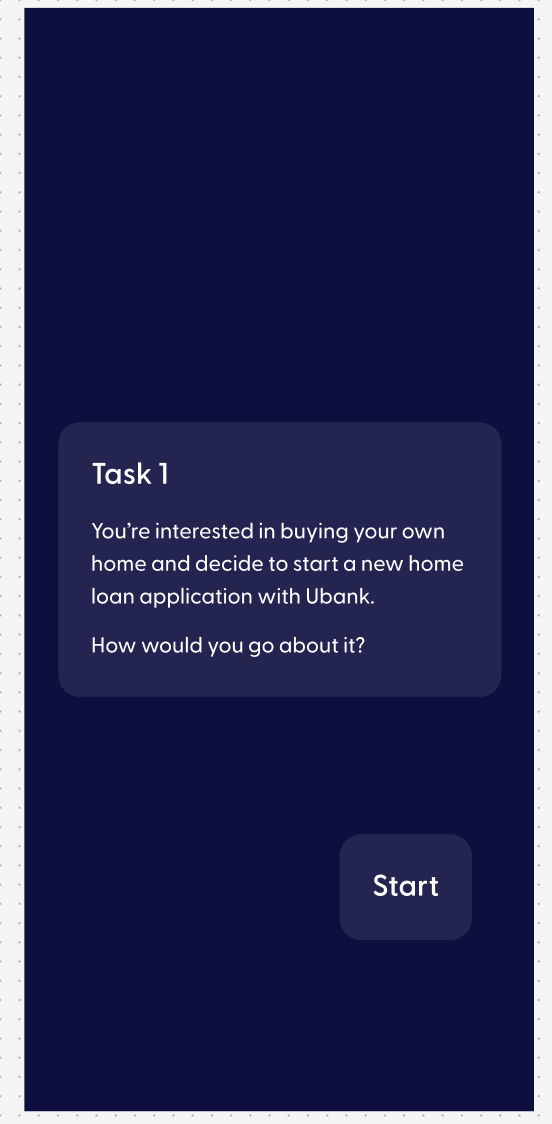 Task 1
You’re interested in buying your own
home and decide to start a new home
loan application with Ubank.
How would you go about it?
Start